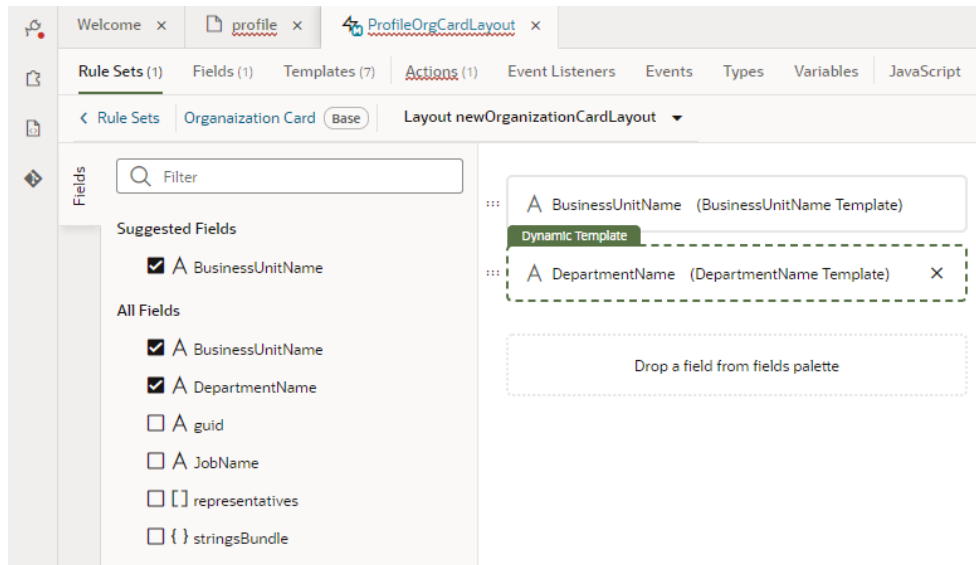 Welcome × profile × ProfileOrgCardLayout ×
Rule Sets (1) Fields (1) Templates (7) Actions (1) Event Listeners Events Types Variables JavaScript
< Rule Sets Organaization Card Base Layout newOrganizationCardLayout
Fields
Filter
Suggested Fields
A BusinessUnitName
All Fields
A BusinessUnitName
A DepartmentName
A guid
A JobName
[ ] representatives
{ } stringsBundle
A BusinessUnitName (BusinessUnitName Template)
Dynamic Template
A DepartmentName (DepartmentName Template) ×
Drop a field from fields palette